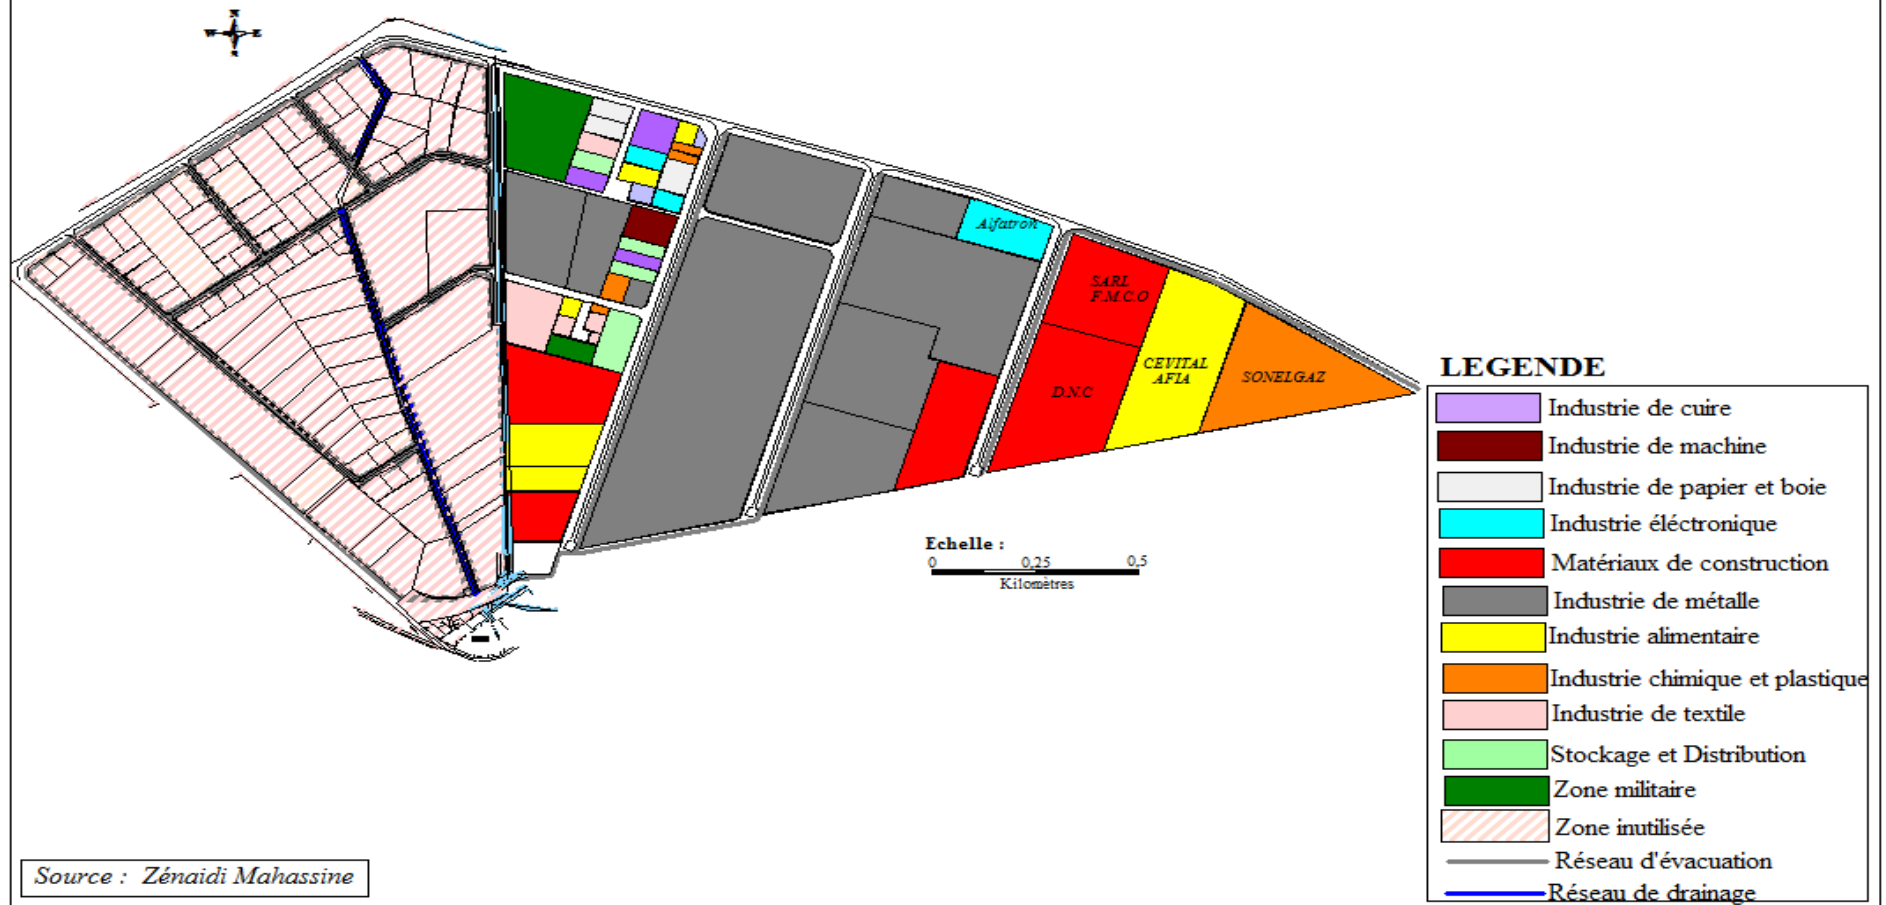 N
W E
S
Alfatron
SARL
F.M.C.O
D.N.C
CEVITAL
AFIA
SONELGAZ
Echelle :
0 0,25 0,5
Kilomètres
LEGENDE
Industrie de cuire
Industrie de machine
Industrie de papier et boie
Industrie éléctronique
Matériaux de construction
Industrie de métalle
Industrie alimentaire
Industrie chimique et plastique
Industrie de textile
Stockage et Distribution
Zone militaire
Zone inutilisée
Réseau d'évacuation
Réseau de drainage
Source : Zénaidi Mahassine